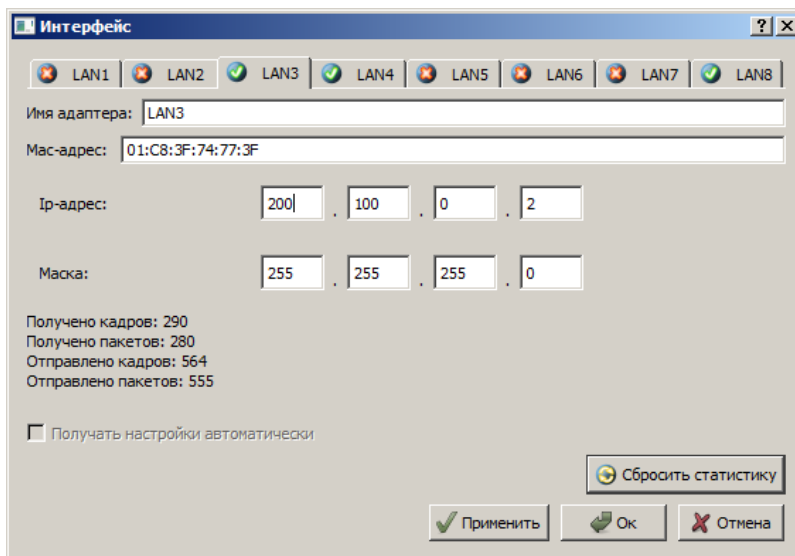 Интерфейс
LAN1 LAN2 LAN3 LAN4 LAN5 LAN6 LAN7 LAN8
Имя адаптера: LAN3
Мас-адрес: 01:C8:3F:74:77:3F
Ip-адрес: 200 . 100 . 0 . 2
Маска: 255 . 255 . 255 . 0
Получено кадров: 290
Получено пакетов: 280
Отправлено кадров: 564
Отправлено пакетов: 555
Получать настройки автоматически
Сбросить статистику
Применить Ок Отмена